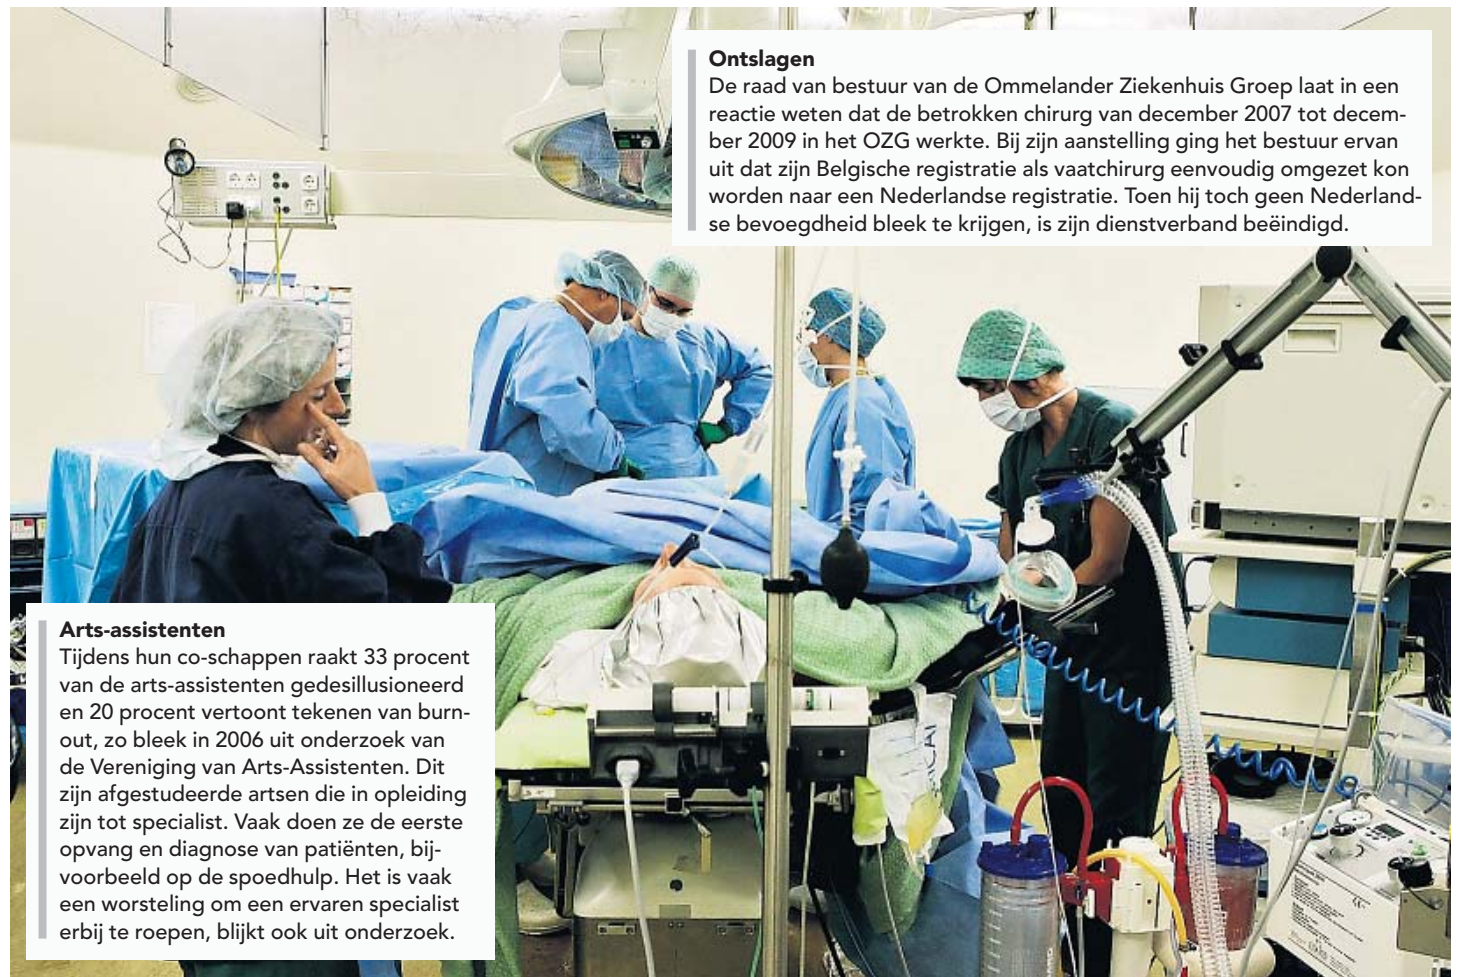 Ontslagen
De raad van bestuur van de Ommelander Ziekenhuis Groep laat in een
reactie weten dat de betrokken chirurg van december 2007 tot decem-
ber 2009 in het OZG werkte. Bij zijn aanstelling ging het bestuur ervan
uit dat zijn Belgische registratie als vaatchirurg eenvoudig omgezet kon
worden naar een Nederlandse registratie. Toen hij toch geen Nederland-
se bevoegdheid bleek te krijgen, is zijn dienstverband beëindigd.
Arts-assistenten
Tijdens hun co-schappen raakt 33 procent
van de arts-assistenten gedesillusioneerd
en 20 procent vertoont tekenen van burn-
out, zo bleek in 2006 uit onderzoek van
de Vereniging van Arts-Assistenten. Dit
zijn afgestudeerde artsen die in opleiding
zijn tot specialist. Vaak doen ze de eerste
opvang en diagnose van patiënten, bij-
voorbeeld op de spoedhulp. Het is vaak
een worsteling om een ervaren specialist
erbij te roepen, blijkt ook uit onderzoek.